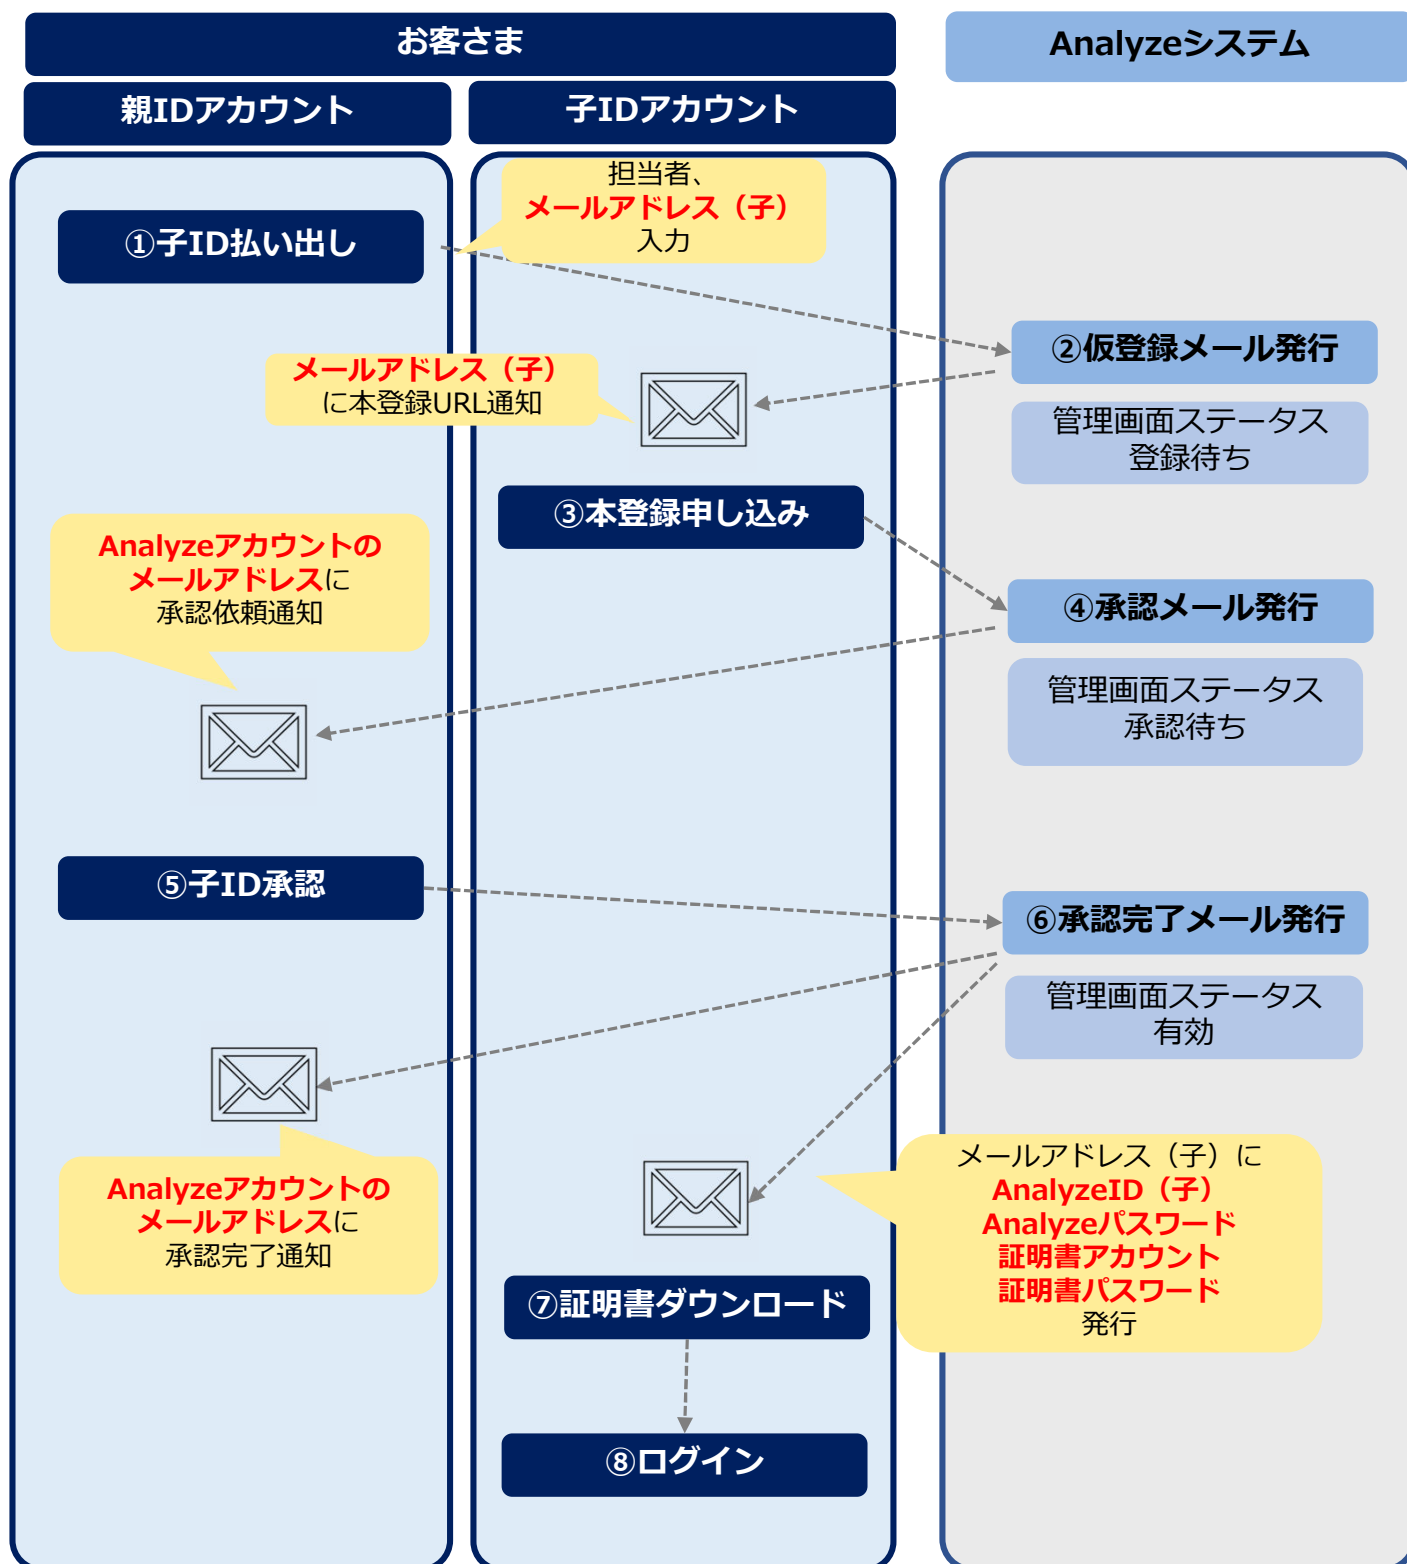 お客さま
Analyzeシステム
親IDアカウント
子IDアカウント
担当者、
メールアドレス（子）
入力
①子ID払い出し
②仮登録メール発行
メールアドレス（子）
に本登録URL通知
管理画面ステータス
登録待ち
③本登録申し込み
Analyzeアカウントの
メールアドレスに
承認依頼通知
④承認メール発行
管理画面ステータス
承認待ち
⑤子ID承認
⑥承認完了メール発行
管理画面ステータス
有効
Analyzeアカウントの
メールアドレスに
承認完了通知
メールアドレス（子）に
AnalyzeID（子）
Analyzeパスワード
証明書アカウント
証明書パスワード
発行
⑦証明書ダウンロード
⑧ログイン